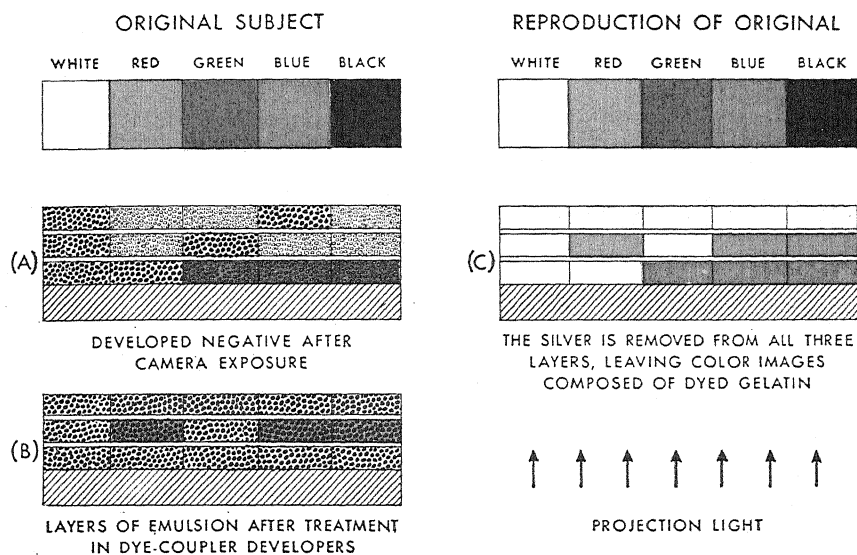 ORIGINAL SUBJECT
WHITE RED GREEN BLUE BLACK
(A)
DEVELOPED NEGATIVE AFTER
CAMERA EXPOSURE
(B)
LAYERS OF EMULSION AFTER TREATMENT
IN DYE-COUPLER DEVELOPERS
REPRODUCTION OF ORIGINAL
WHITE RED GREEN BLUE BLACK
(C)
THE SILVER IS REMOVED FROM ALL THREE
LAYERS, LEAVING COLOR IMAGES
COMPOSED OF DYED GELATIN
PROJECTION LIGHT